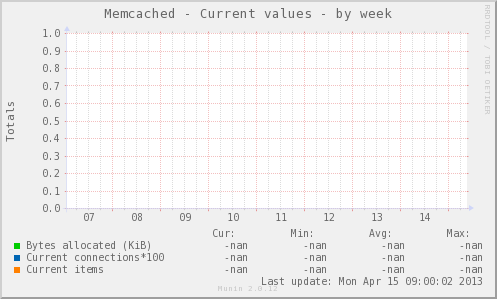 Memcached - Current values - by week
RRDTOOL / TOBI OETIKER
Totals
1.0
0.9
0.8
0.7
0.6
0.5
0.4
0.3
0.2
0.1
0.0
07 08 09 10 11 12 13 14
Cur: Min: Avg: Max:
Bytes allocated (KiB) -nan -nan -nan -nan
Current connections*100 -nan -nan -nan -nan
Current items -nan -nan -nan -nan
Last update: Mon Apr 15 09:00:02 2013
Munin 2.0.12